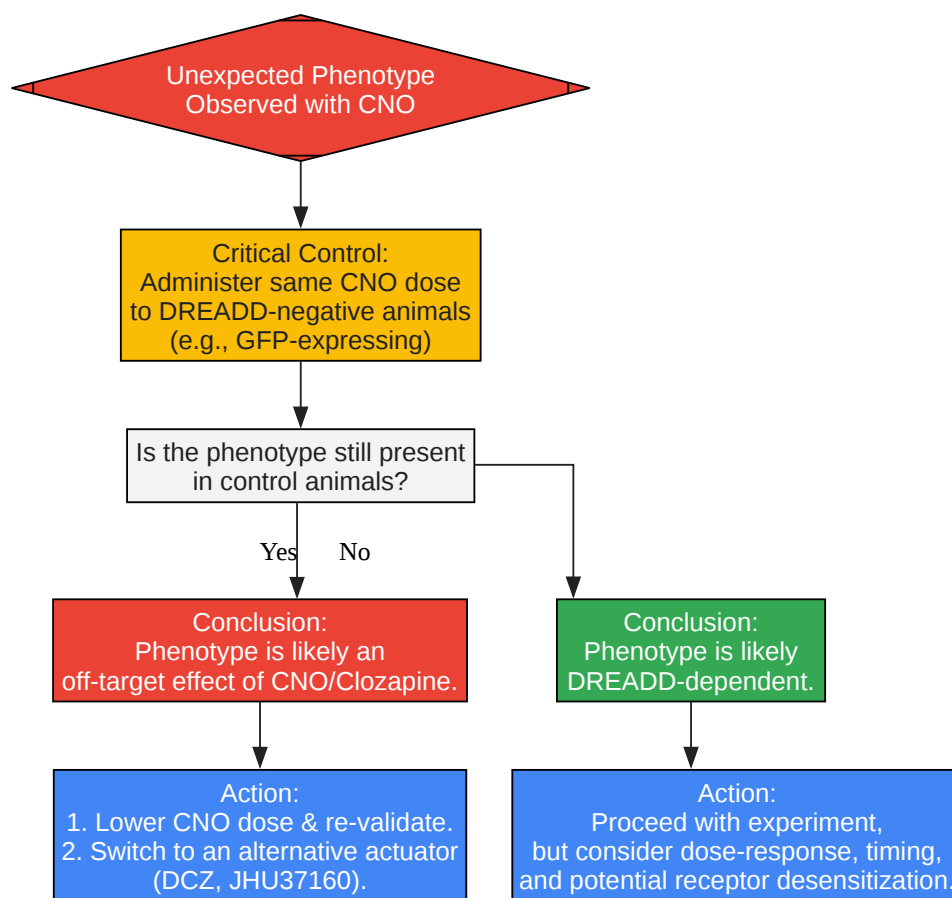 Unexpected Phenotype
Observed with CNO
Critical Control:
Administer same CNO dose
to DREADD-negative animals
(e.g., GFP-expressing)
Is the phenotype still present
in control animals?
Yes
No
Conclusion:
Phenotype is likely an
off-target effect of CNO/Clozapine.
Conclusion:
Phenotype is likely
DREADD-dependent.
Action:
1. Lower CNO dose & re-validate.
2. Switch to an alternative actuator
(DCZ, JHU37160).
Action:
Proceed with experiment,
but consider dose-response, timing,
and potential receptor desensitization.